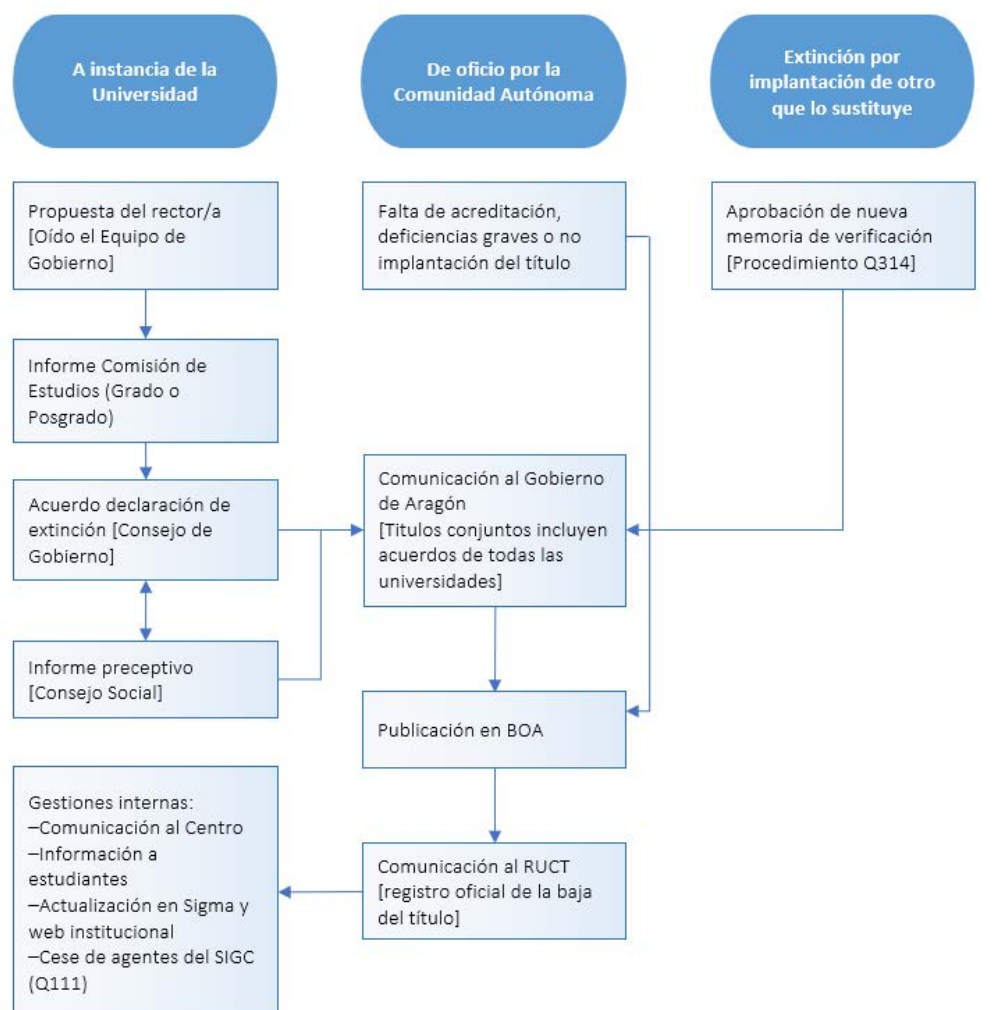 A instancia de la
Universidad
De oficio por la
Comunidad Autónoma
Extinción por
implantación de otro
que lo sustituye
Propuesta del rector/a
[Oído el Equipo de
Gobierno]
Falta de acreditación,
deficiencias graves o no
implantación del título
Aprobación de nueva
memoria de verificación
[Procedimiento Q314]
Informe Comisión de
Estudios (Grado o
Posgrado)
Acuerdo declaración de
extinción [Consejo de
Gobierno]
Comunicación al Gobierno
de Aragón
[Titulos conjuntos incluyen
acuerdos de todas las
universidades]
Informe preceptivo
[Consejo Social]
Publicación en BOA
Gestiones internas:
–Comunicación al Centro
–Información a
estudiantes
–Actualización en Sigma y
web institucional
–Cese de agentes del SIGC
(Q111)
Comunicación al RUCT
[registro oficial de la baja
del título]